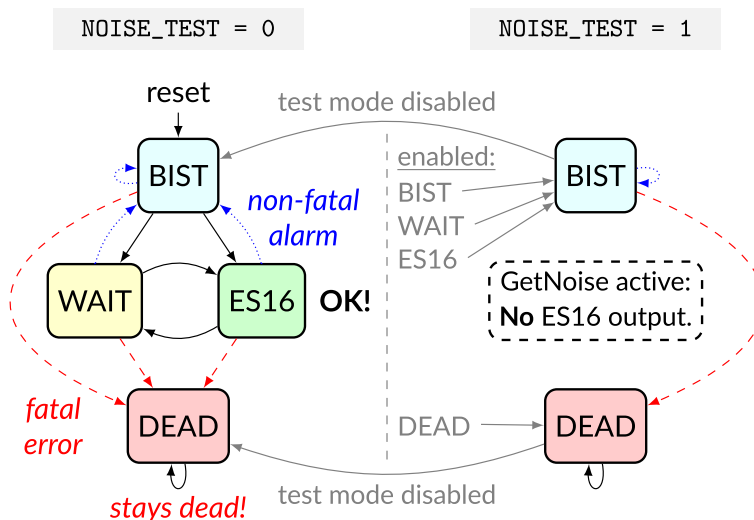 NOISE_TEST = 0
NOISE_TEST = 1
reset
test mode disabled
BIST
non-fatal
alarm
enabled:
BIST
WAIT
ES16
BIST
WAIT
ES16
OK!
GetNoise active:
No ES16 output.
fatal
error
DEAD
stays dead!
DEAD
DEAD
test mode disabled